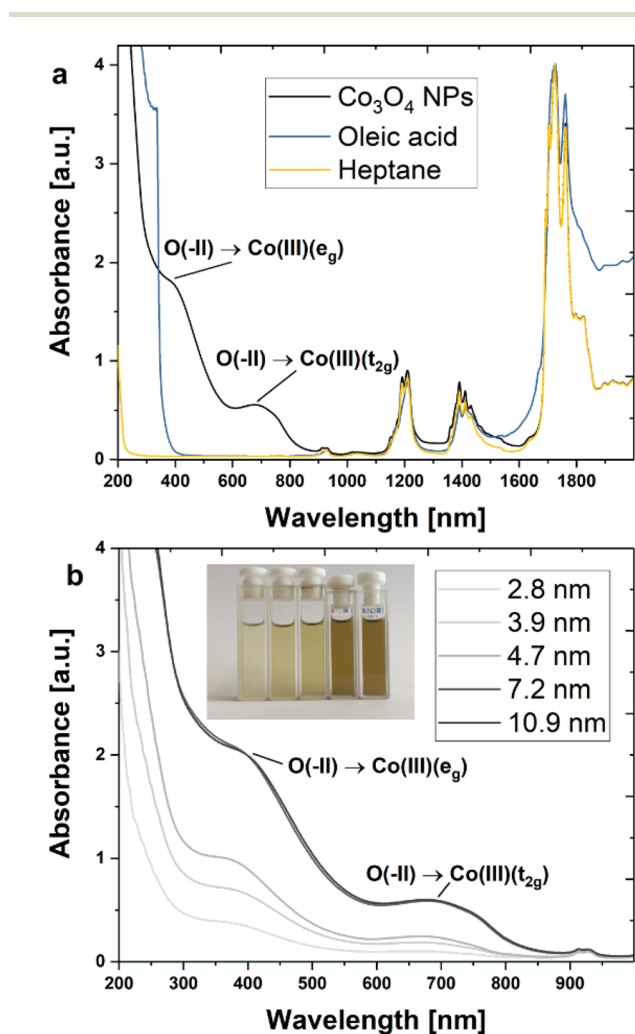 a
Co₃O₄ NPs
Oleic acid
Heptane
O(-II) → Co(III)(e_g)
O(-II) → Co(III)(t₂g)
4
3
2
1
0
Absorbance [a.u.]
200 400 600 800 1000 1200 1400 1600 1800
Wavelength [nm]
b
2.8 nm
3.9 nm
4.7 nm
7.2 nm
10.9 nm
O(-II) → Co(III)(e_g)
O(-II) → Co(III)(t₂g)
4
3
2
1
0
Absorbance [a.u.]
200 300 400 500 600 700 800 900
Wavelength [nm]